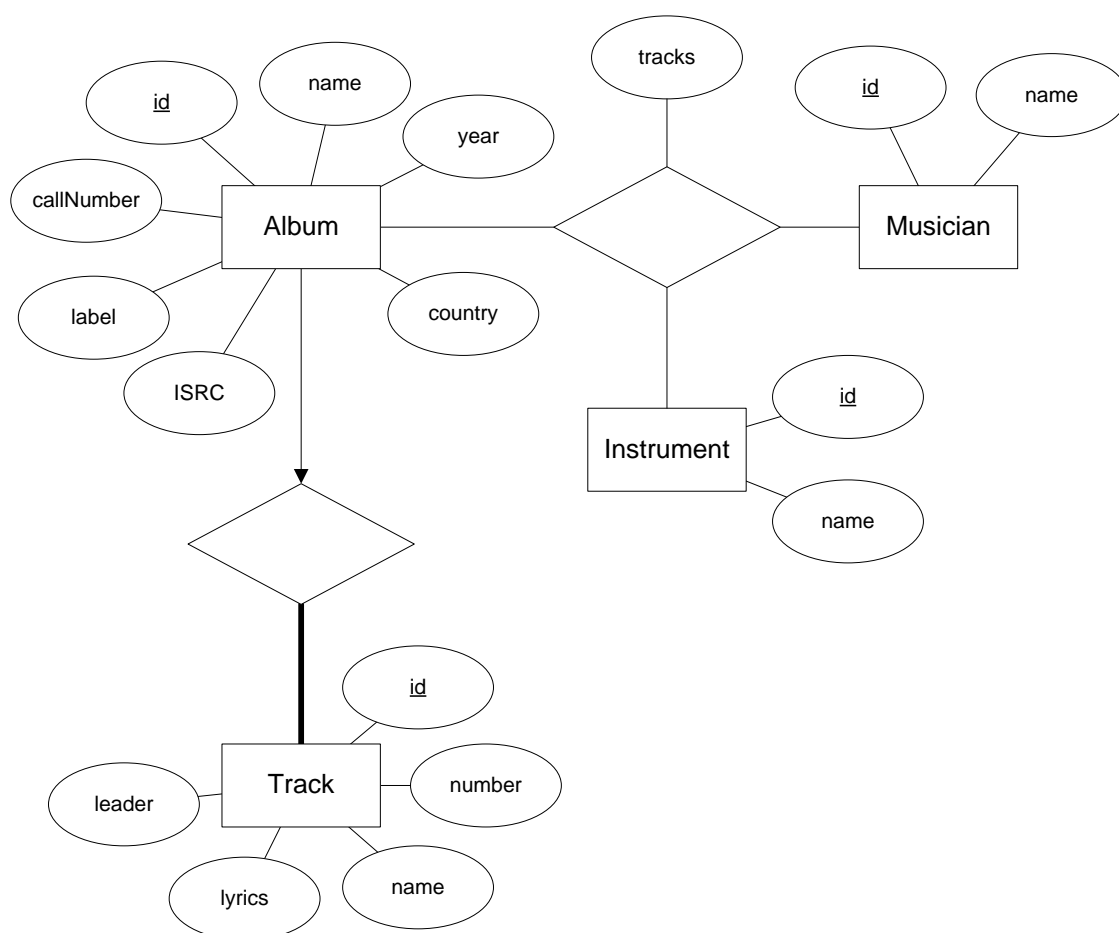 tracks
id
name
id
name
year
callNumber
Album
Musician
label
country
ISRC
id
Instrument
name
id
Track
number
leader
name
lyrics